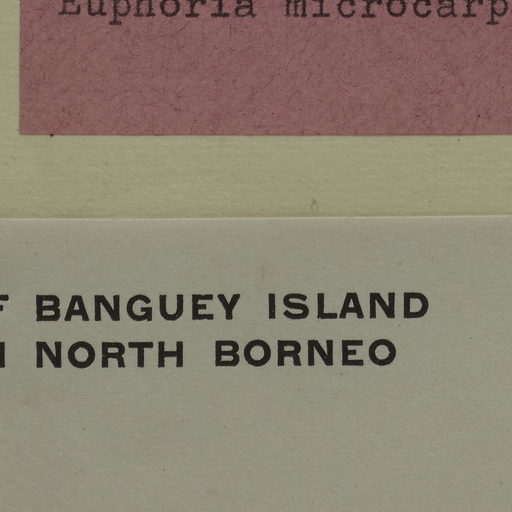 Euphoria microcarp
F BANGUEY ISLAND
NORTH BORNEO